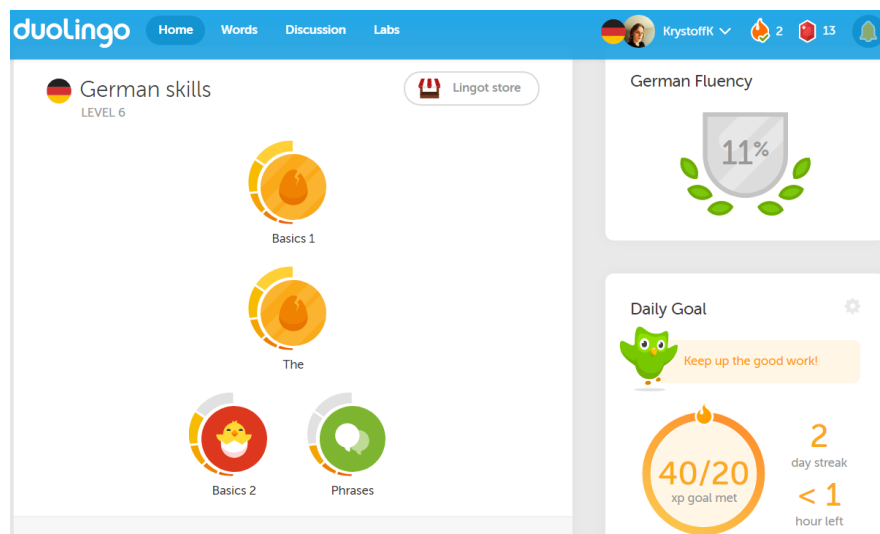 duolingo
Home Words Discussion Labs
KrystoffK 2 13
German skills
LEVEL 6
Lingot store
Basics 1
The
Basics 2 Phrases
German Fluency
11%
Daily Goal
Keep up the good work!
40/20
xp goal met
2
day streak
< 1
hour left